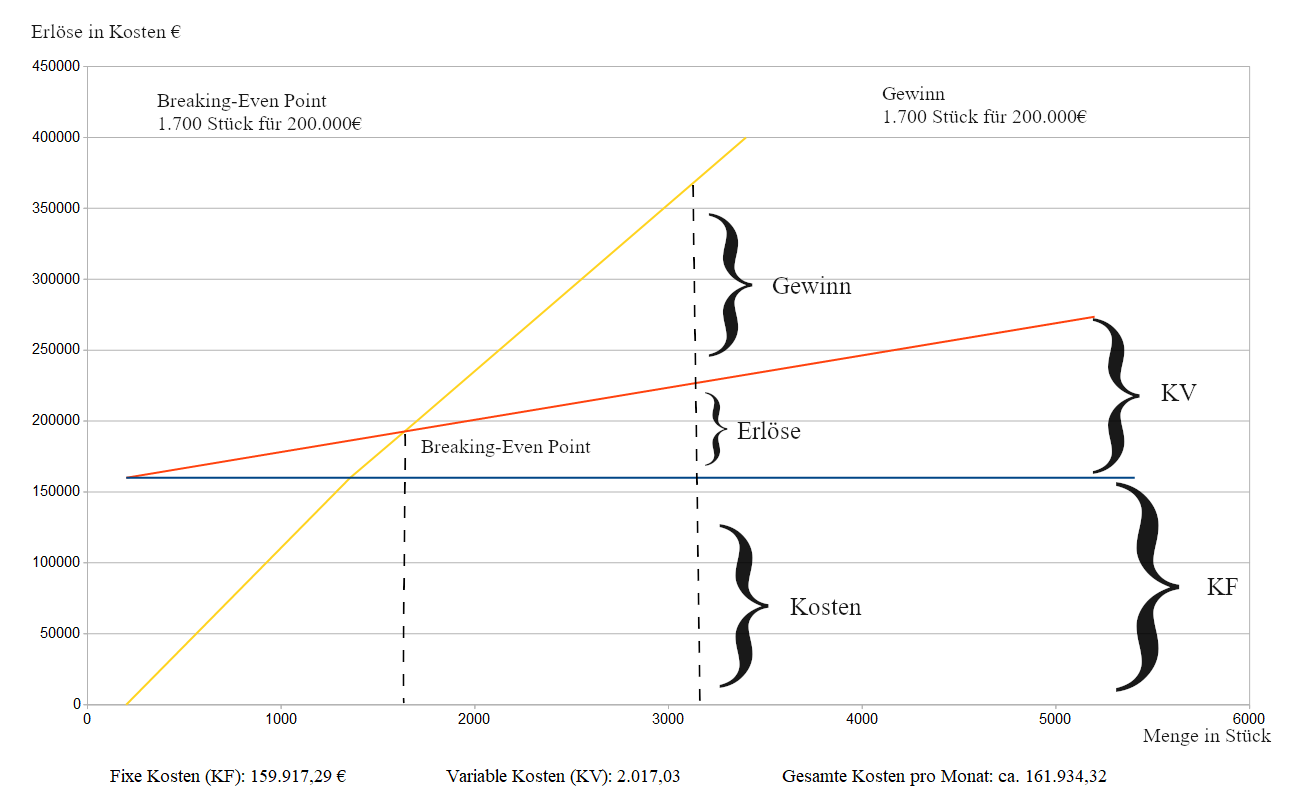 Erlöse in Kosten €
450000
Breaking-Even Point
1.700 Stück für 200.000€
Gewinn
1.700 Stück für 200.000€
400000
350000
300000
Gewinn
250000
KV
200000
Erlöse
Breaking-Even Point
150000
100000
KF
Kosten
50000
0
0 1000 2000 3000 4000 5000 6000
Menge in Stück
Fixe Kosten (KF): 159.917,29 € Variable Kosten (KV): 2.017,03 Gesamte Kosten pro Monat: ca. 161.934,32